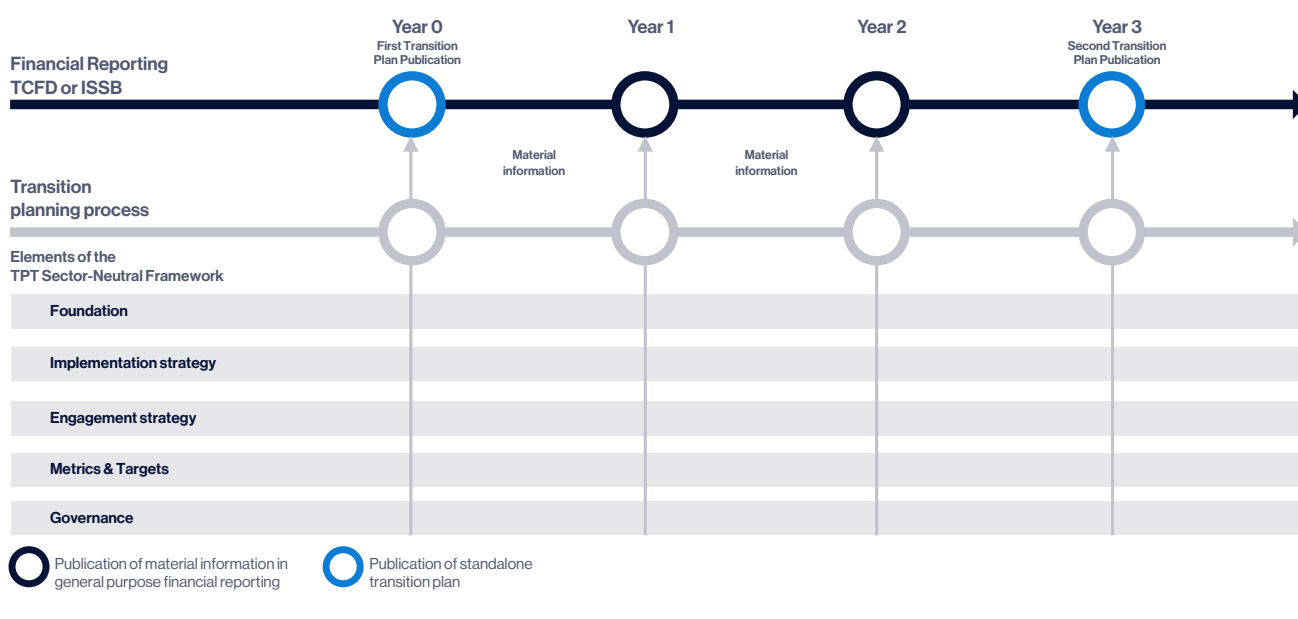 Year 0
First Transition
Plan Publication
Year 1
Year 2
Year 3
Second Transition
Plan Publication
Financial Reporting
TCFD or ISSB
Material
information
Material
information
Transition
planning process
Elements of the
TPT Sector-Neutral Framework
Foundation
Implementation strategy
Engagement strategy
Metrics & Targets
Governance
Publication of material information in
general purpose financial reporting
Publication of standalone
transition plan